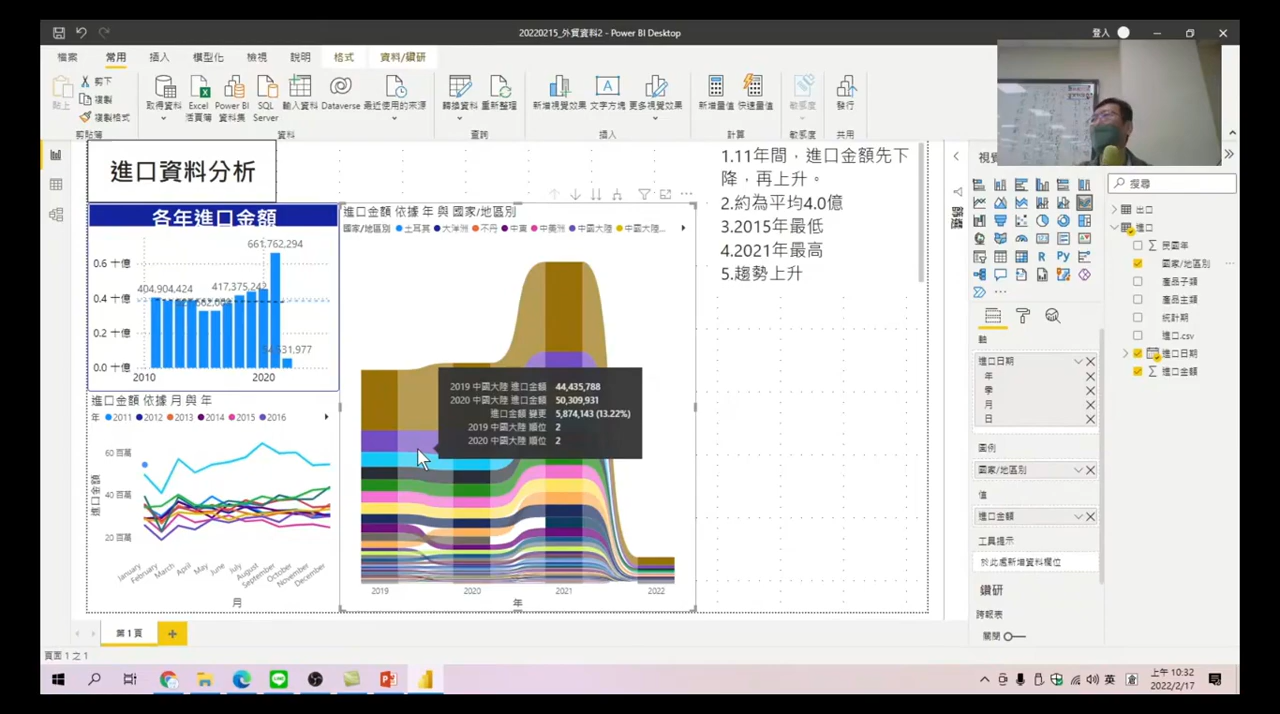 20220215_外貿資料2 - Power BI Desktop
登入
檔案 常用 插入 模型化 檢視 說明 格式 資料/鑽研
貼上
剪下
複製
複製格式
取得資料
Excel 活頁簿
Power BI 資料集
SQL Server
輸入資料
Dataverse
最近使用的來源
轉換資料
重新整理
新增視覺效果
A
文字方塊
更多視覺效果
新增量值
快速量值
敏感度
發行
剪貼簿 資料 查詢 插入 計算 敏感度 共用
進口資料分析
各年進口金額
661,762,294
0.6 十億
404,904,424
417,375,242
0.4 十億
0.2 十億
0.0 十億
2010 2020
進口金額 依據 月 與 年
年 2011 2012 2013 2014 2015 2016
60 百萬
40 百萬
20 百萬
進口金額
January
February
March
April
May
June
July
August
September
October
November
December
月
進口金額 依據 年 與 國家/地區別
國家/地區別 土耳其 大洋洲 不丹 中東 中美洲 中國大陸 中國大陸...
2019 中國大陸 進口金額 44,435,788
2020 中國大陸 進口金額 50,309,931
進口金額 變更 5,874,143 (13.22%)
2019 中國大陸 順位 2
2020 中國大陸 順位 2
2019 2020 2021 2022
年
1.11年間，進口金額先下
降，再上升。
2.約為平均4.0億
3.2015年最低
4.2021年最高
5.趨勢上升
篩選
R
Py
軸
進口日期
年
季
月
日
圖例
國家/地區別
值
進口金額
工具提示
於此處新增資料欄位
鑽研
跨報表
關閉
搜尋
出口
進口
民國年
國家/地區別
產品子類
產品主類
統計期
進口.csv
進口日期
進口金額
第 1 頁
頁面 1 之 1
英
上午 10:32
2022/2/17